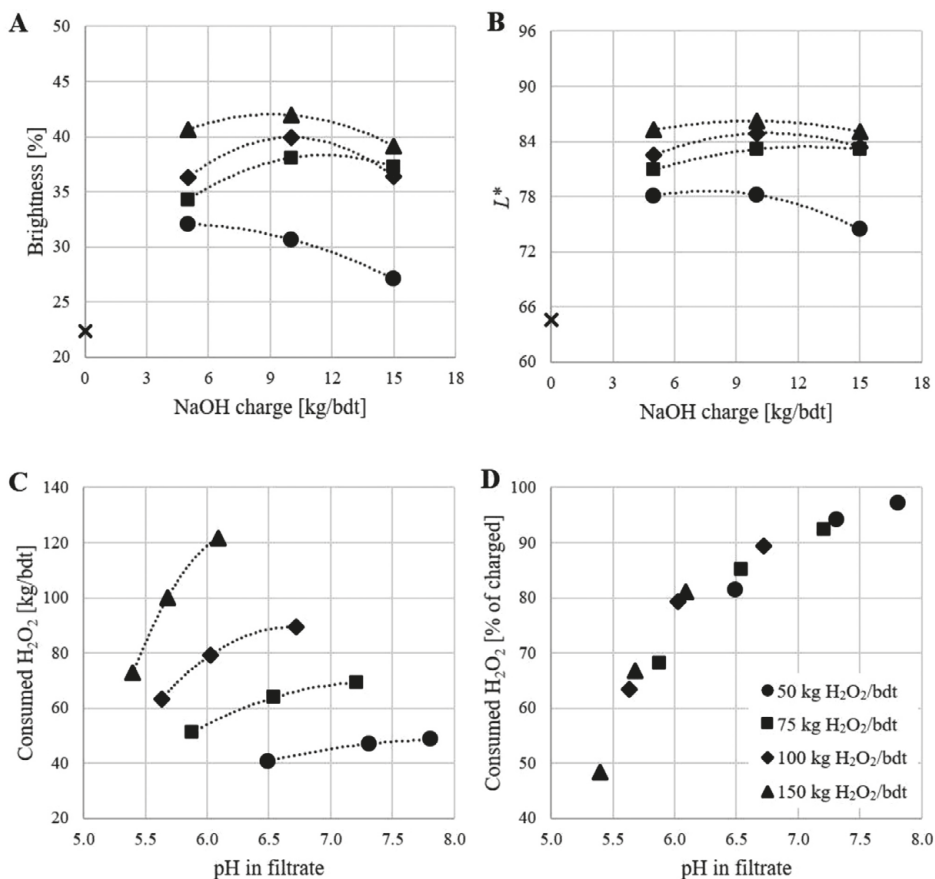 A
Brightness [%]
50
45
40
35
30
25
20
0 3 6 9 12 15 18
NaOH charge [kg/bdt]
B
L*
96
90
84
78
72
66
60
0 3 6 9 12 15 18
NaOH charge [kg/bdt]
C
Consumed H₂O₂ [kg/bdt]
140
120
100
80
60
40
20
5.0 5.5 6.0 6.5 7.0 7.5 8.0
pH in filtrate
D
Consumed H₂O₂ [% of charged]
100
90
80
70
60
50
40
50 kg H₂O₂/bdt
75 kg H₂O₂/bdt
100 kg H₂O₂/bdt
150 kg H₂O₂/bdt
5.0 5.5 6.0 6.5 7.0 7.5 8.0
pH in filtrate